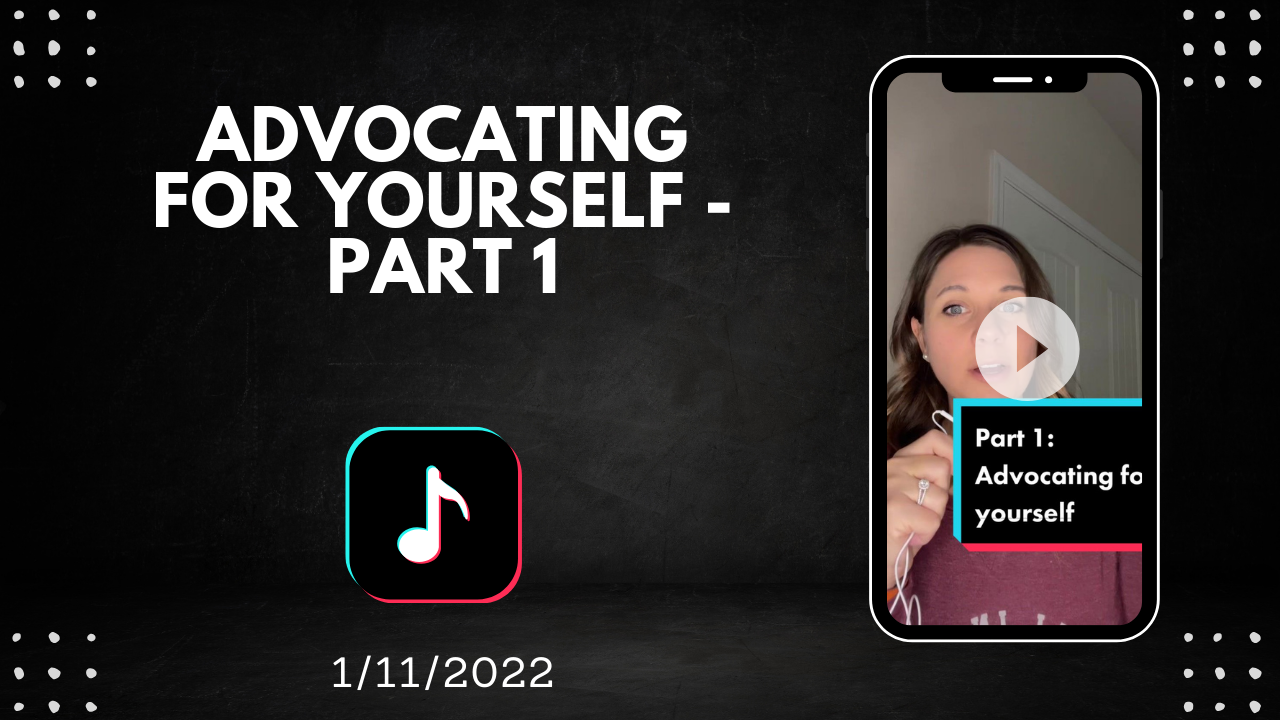 ADVOCATING
FOR YOURSELF -
PART 1
1/11/2022
Part 1:
Advocating fo
yourself